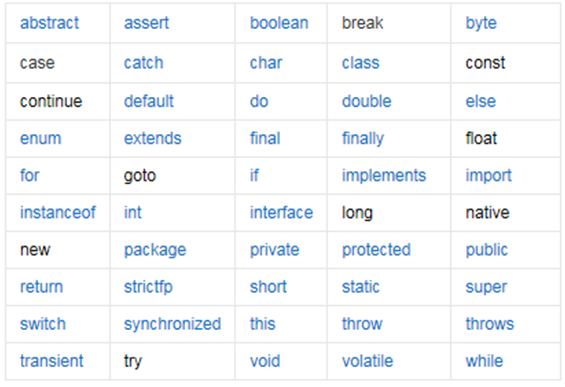 abstract assert boolean break byte
case catch char class const
continue default do double else
enum extends final finally float
for goto if implements import
instanceof int interface long native
new package private protected public
return strictfp short static super
switch synchronized this throw throws
transient try void volatile while